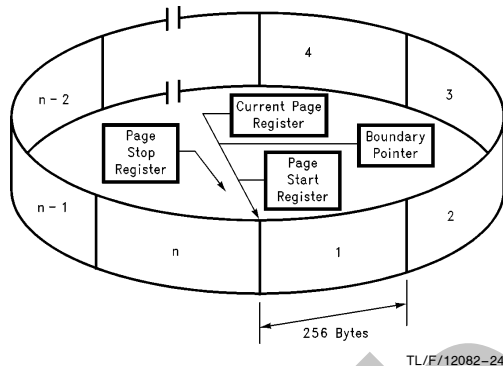 4
n-2
3
Current Page
Register
Page
Stop
Register
Boundary
Pointer
Page
Start
Register
n-1
2
n
1
256 Bytes
TL/F/12082-24